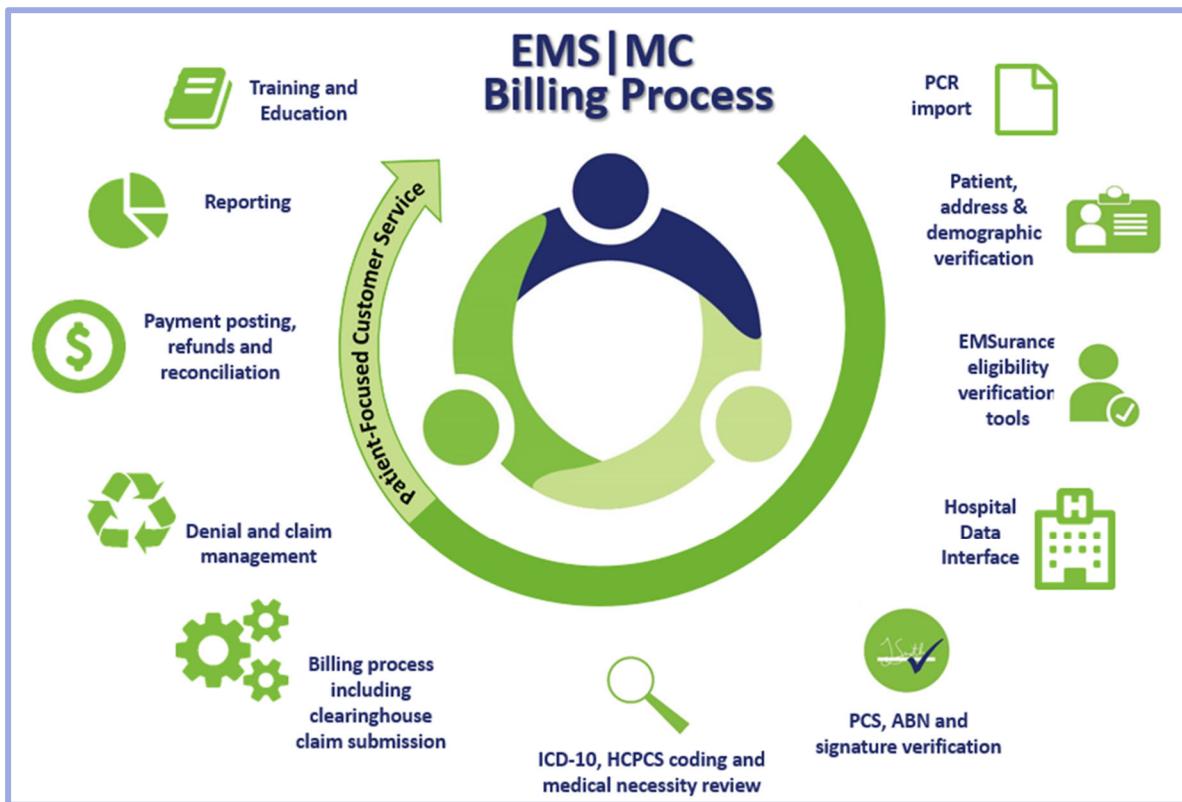 EMS|MC
Billing Process
PCR
import
Patient,
address &
demographic
verification
EMSurance
eligibility
verification
tools
Hospital
Data
Interface
J Smith
PCS, ABN and
signature verification
ICD-10, HCPCS coding and
medical necessity review
Billing process
including
clearinghouse
claim submission
Denial and claim
management
Payment posting,
refunds and
reconciliation
$
Reporting
Training and
Education
Patient-Focused Customer Service
H